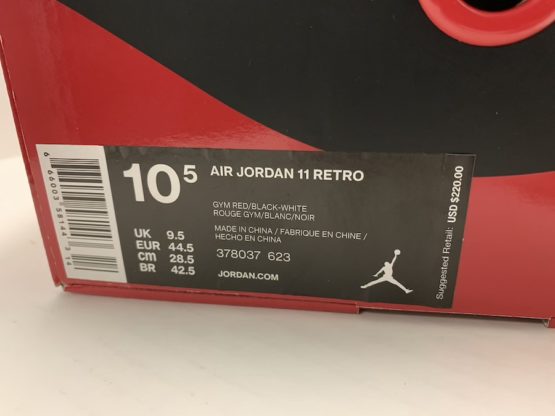 10⁵
AIR JORDAN 11 RETRO
GYM RED/BLACK-WHITE
ROUGE GYM/BLANC/NOIR
MADE IN CHINA / FABRIQUE EN CHINE /
HECHO EN CHINA
378037 623
JORDAN.COM
UK 9.5
EUR 44.5
cm 28.5
BR 42.5
Suggested Retail: USD $220.00